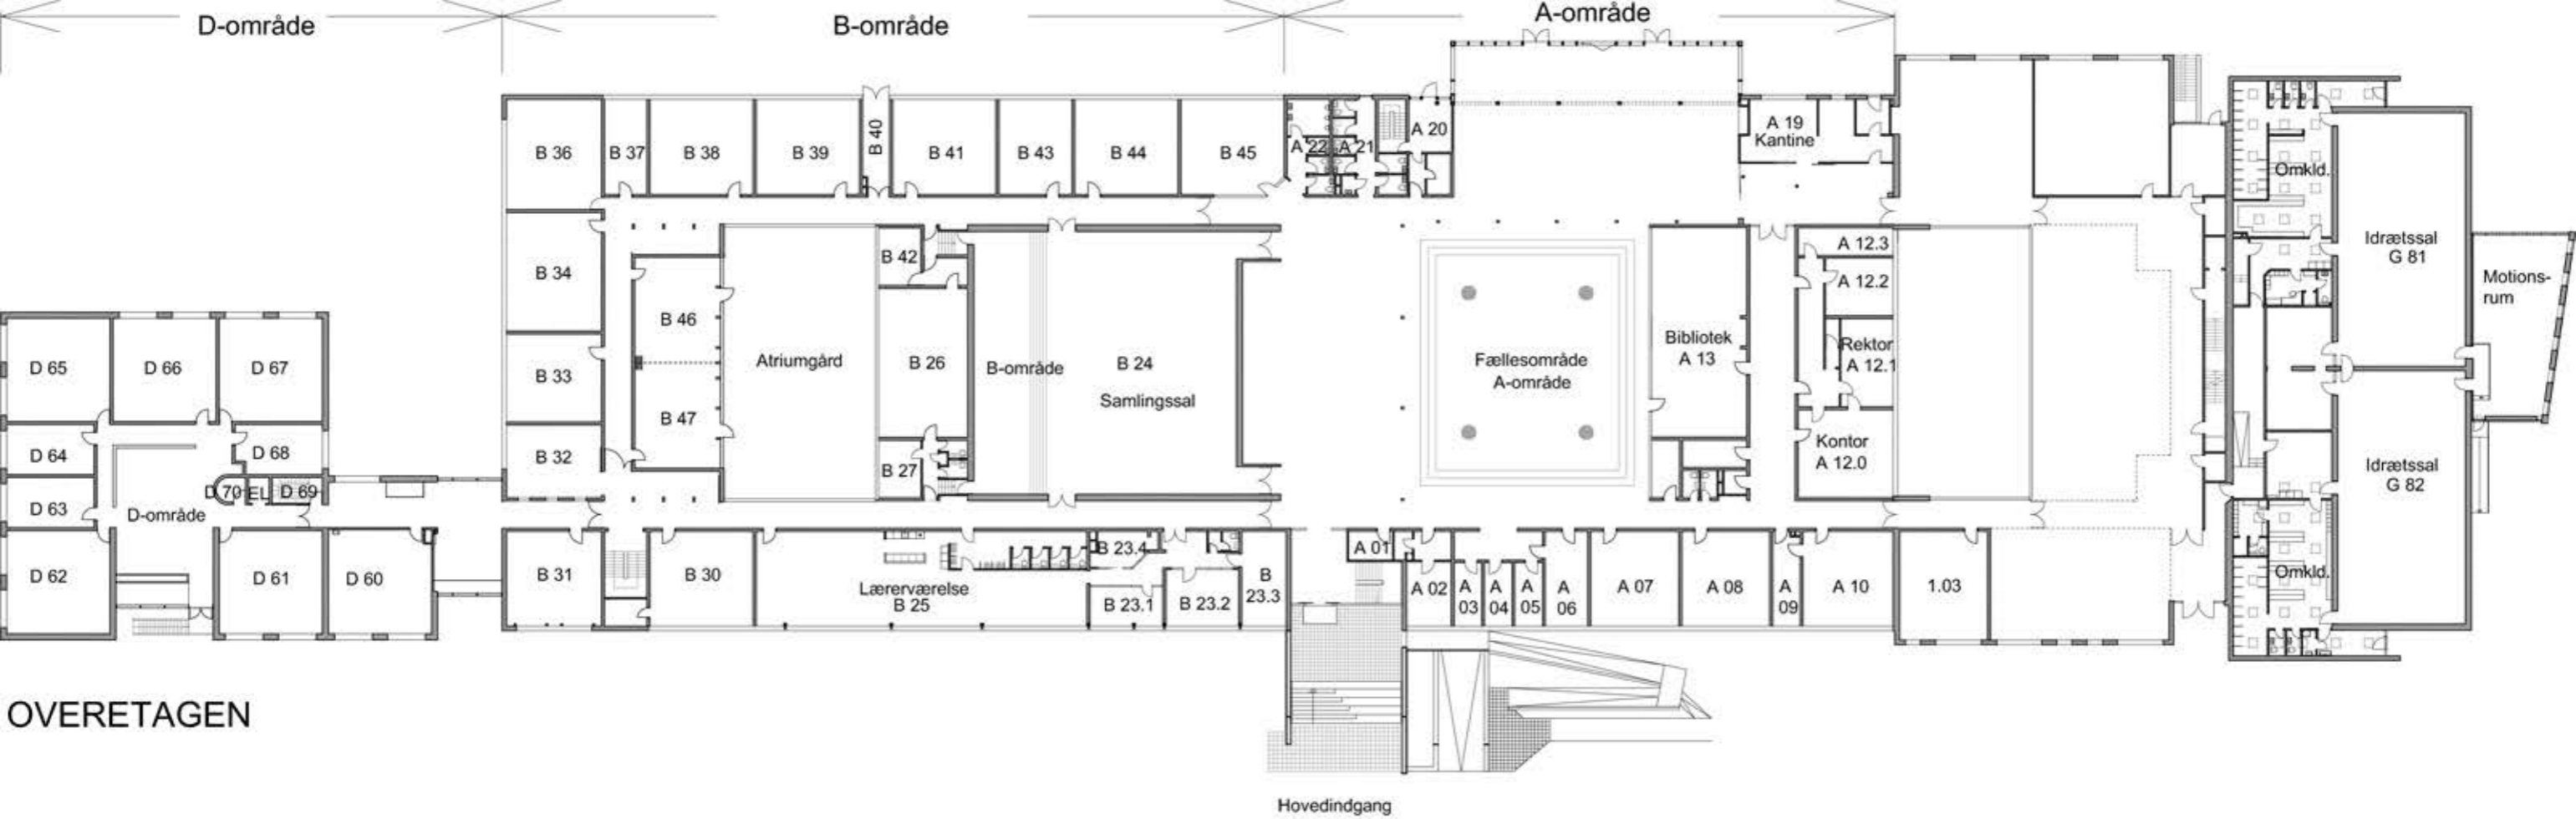 D-område
B-område
A-område
B 36
B 37
B 38
B 39
B 40
B 41
B 43
B 44
B 45
A 22
A 21
A 20
A 19
Kantine
Omkld.
Idrætssal
G 81
Motions-
rum
B 34
B 46
B 42
A 12.3
A 12.2
Rektor
A 12.1
Bibliotek
A 13
Fællesområde
A-område
B 24
Samlingssal
B-område
B 26
Atriumgård
B 33
B 47
B 32
B 27
Kontor
A 12.0
Idrætssal
G 82
D 65
D 66
D 67
D 64
D 68
D 63
D 70
EL
D 69
D-område
D 62
D 61
D 60
B 31
B 30
Lærerværelse
B 25
B 23.4
B 23.1
B 23.2
B
23.3
A 01
A 02
A
03
A
04
A
05
A
06
A 07
A 08
A
09
A 10
1.03
Omkld.
OVERETAGEN
Hovedindgang